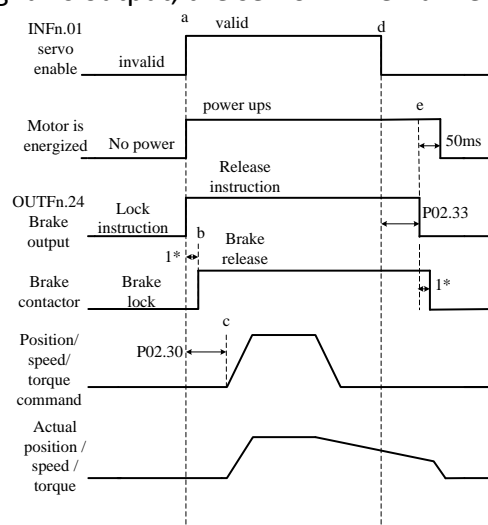 a
valid
d
INFn.01
servo
enable
invalid
power ups
e
Motor is
energized
No power
50ms
Release
instruction
OUTFn.24
Brake
output
Lock
instruction
P02.33
b
Brake
release
1*
1*
Brake
contactor
Brake
lock
c
Position/
speed/
torque
command
P02.30
Actual
position /
speed /
torque